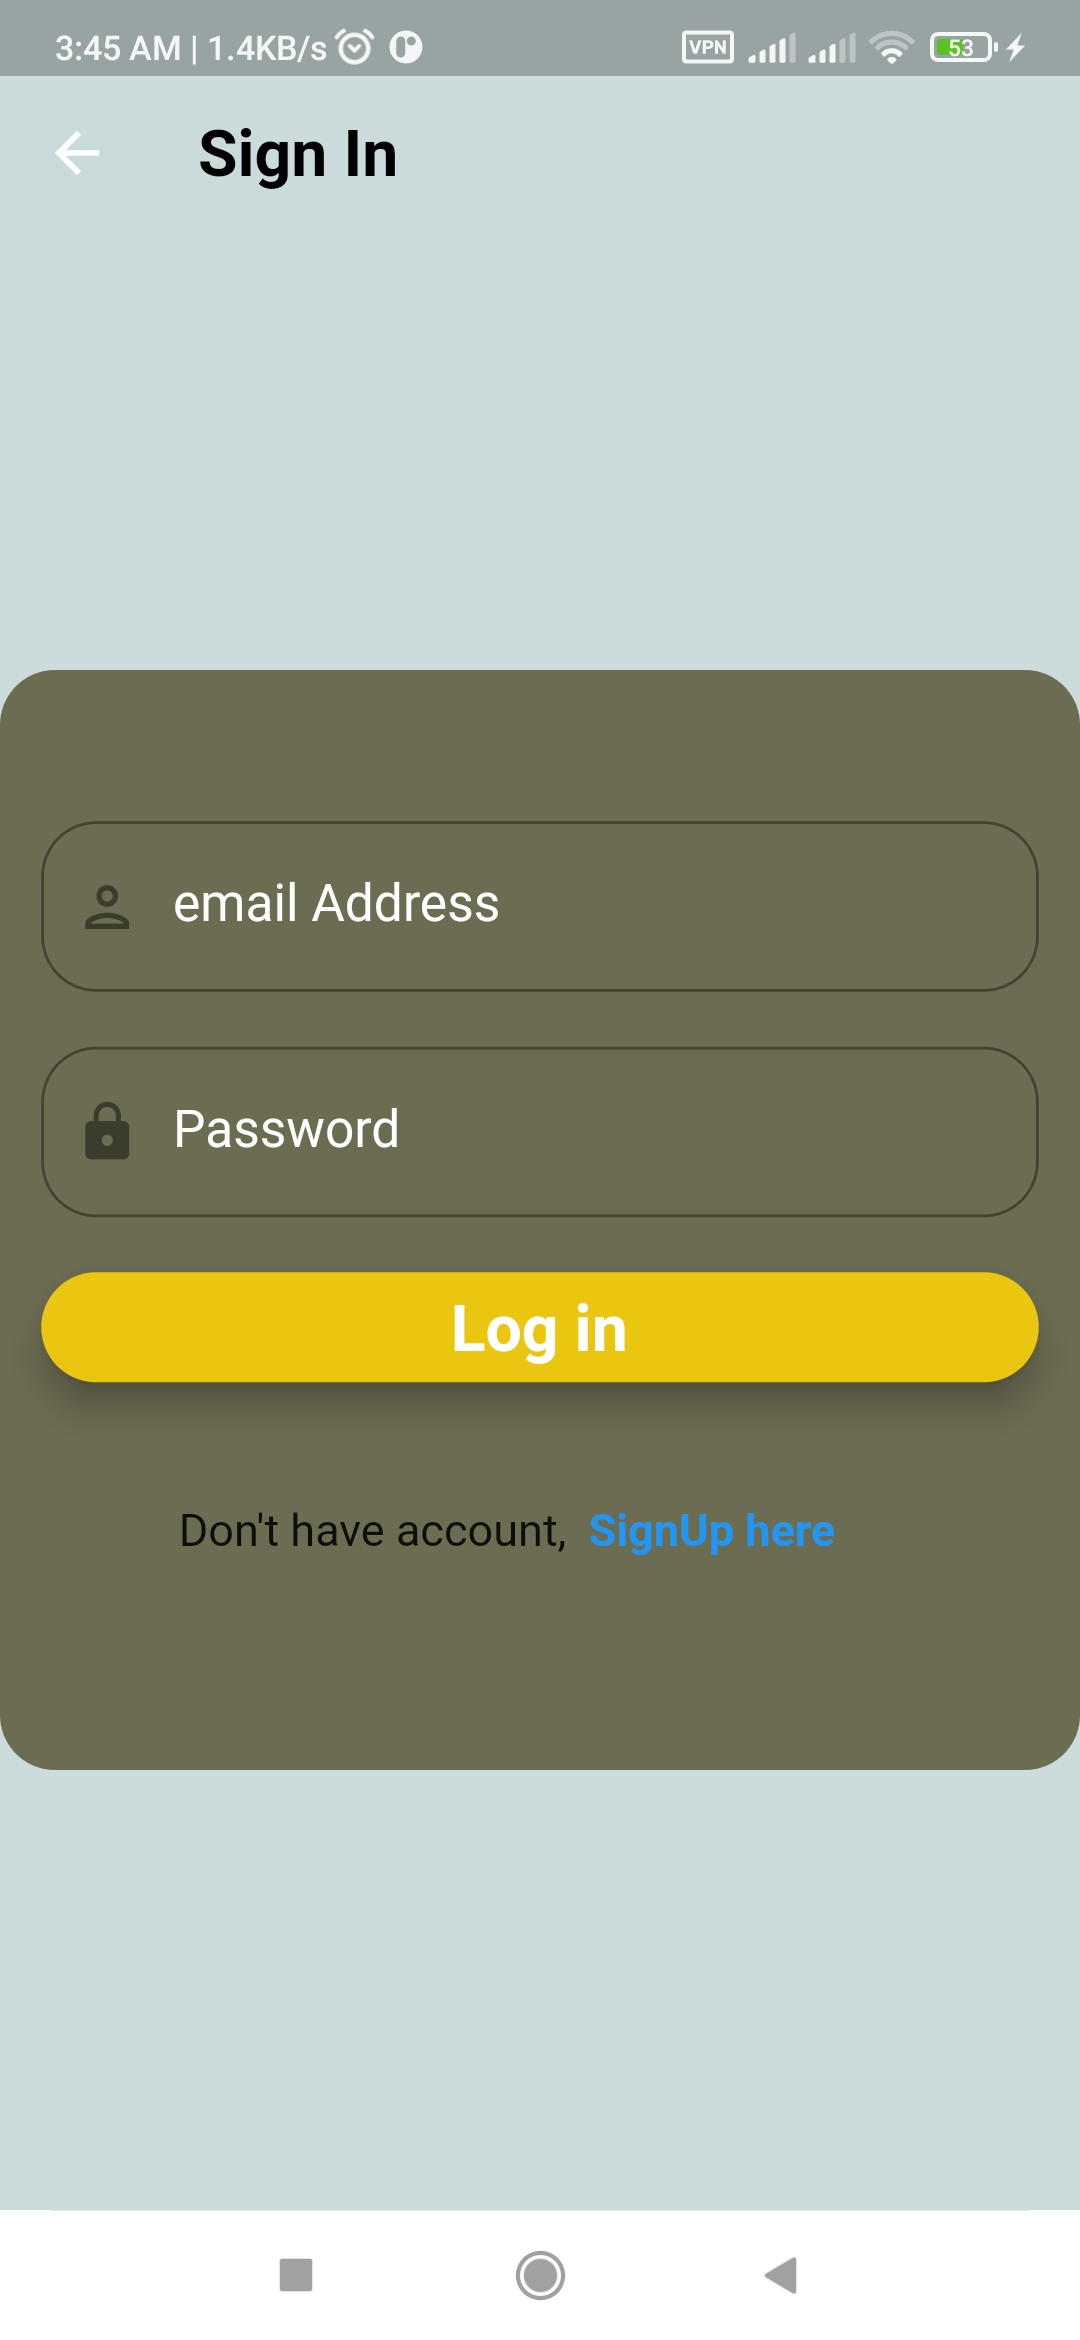 3:45 AM | 1.4KB/s
VPN
53
Sign In
email Address
Password
Log in
Don't have account, SignUp here